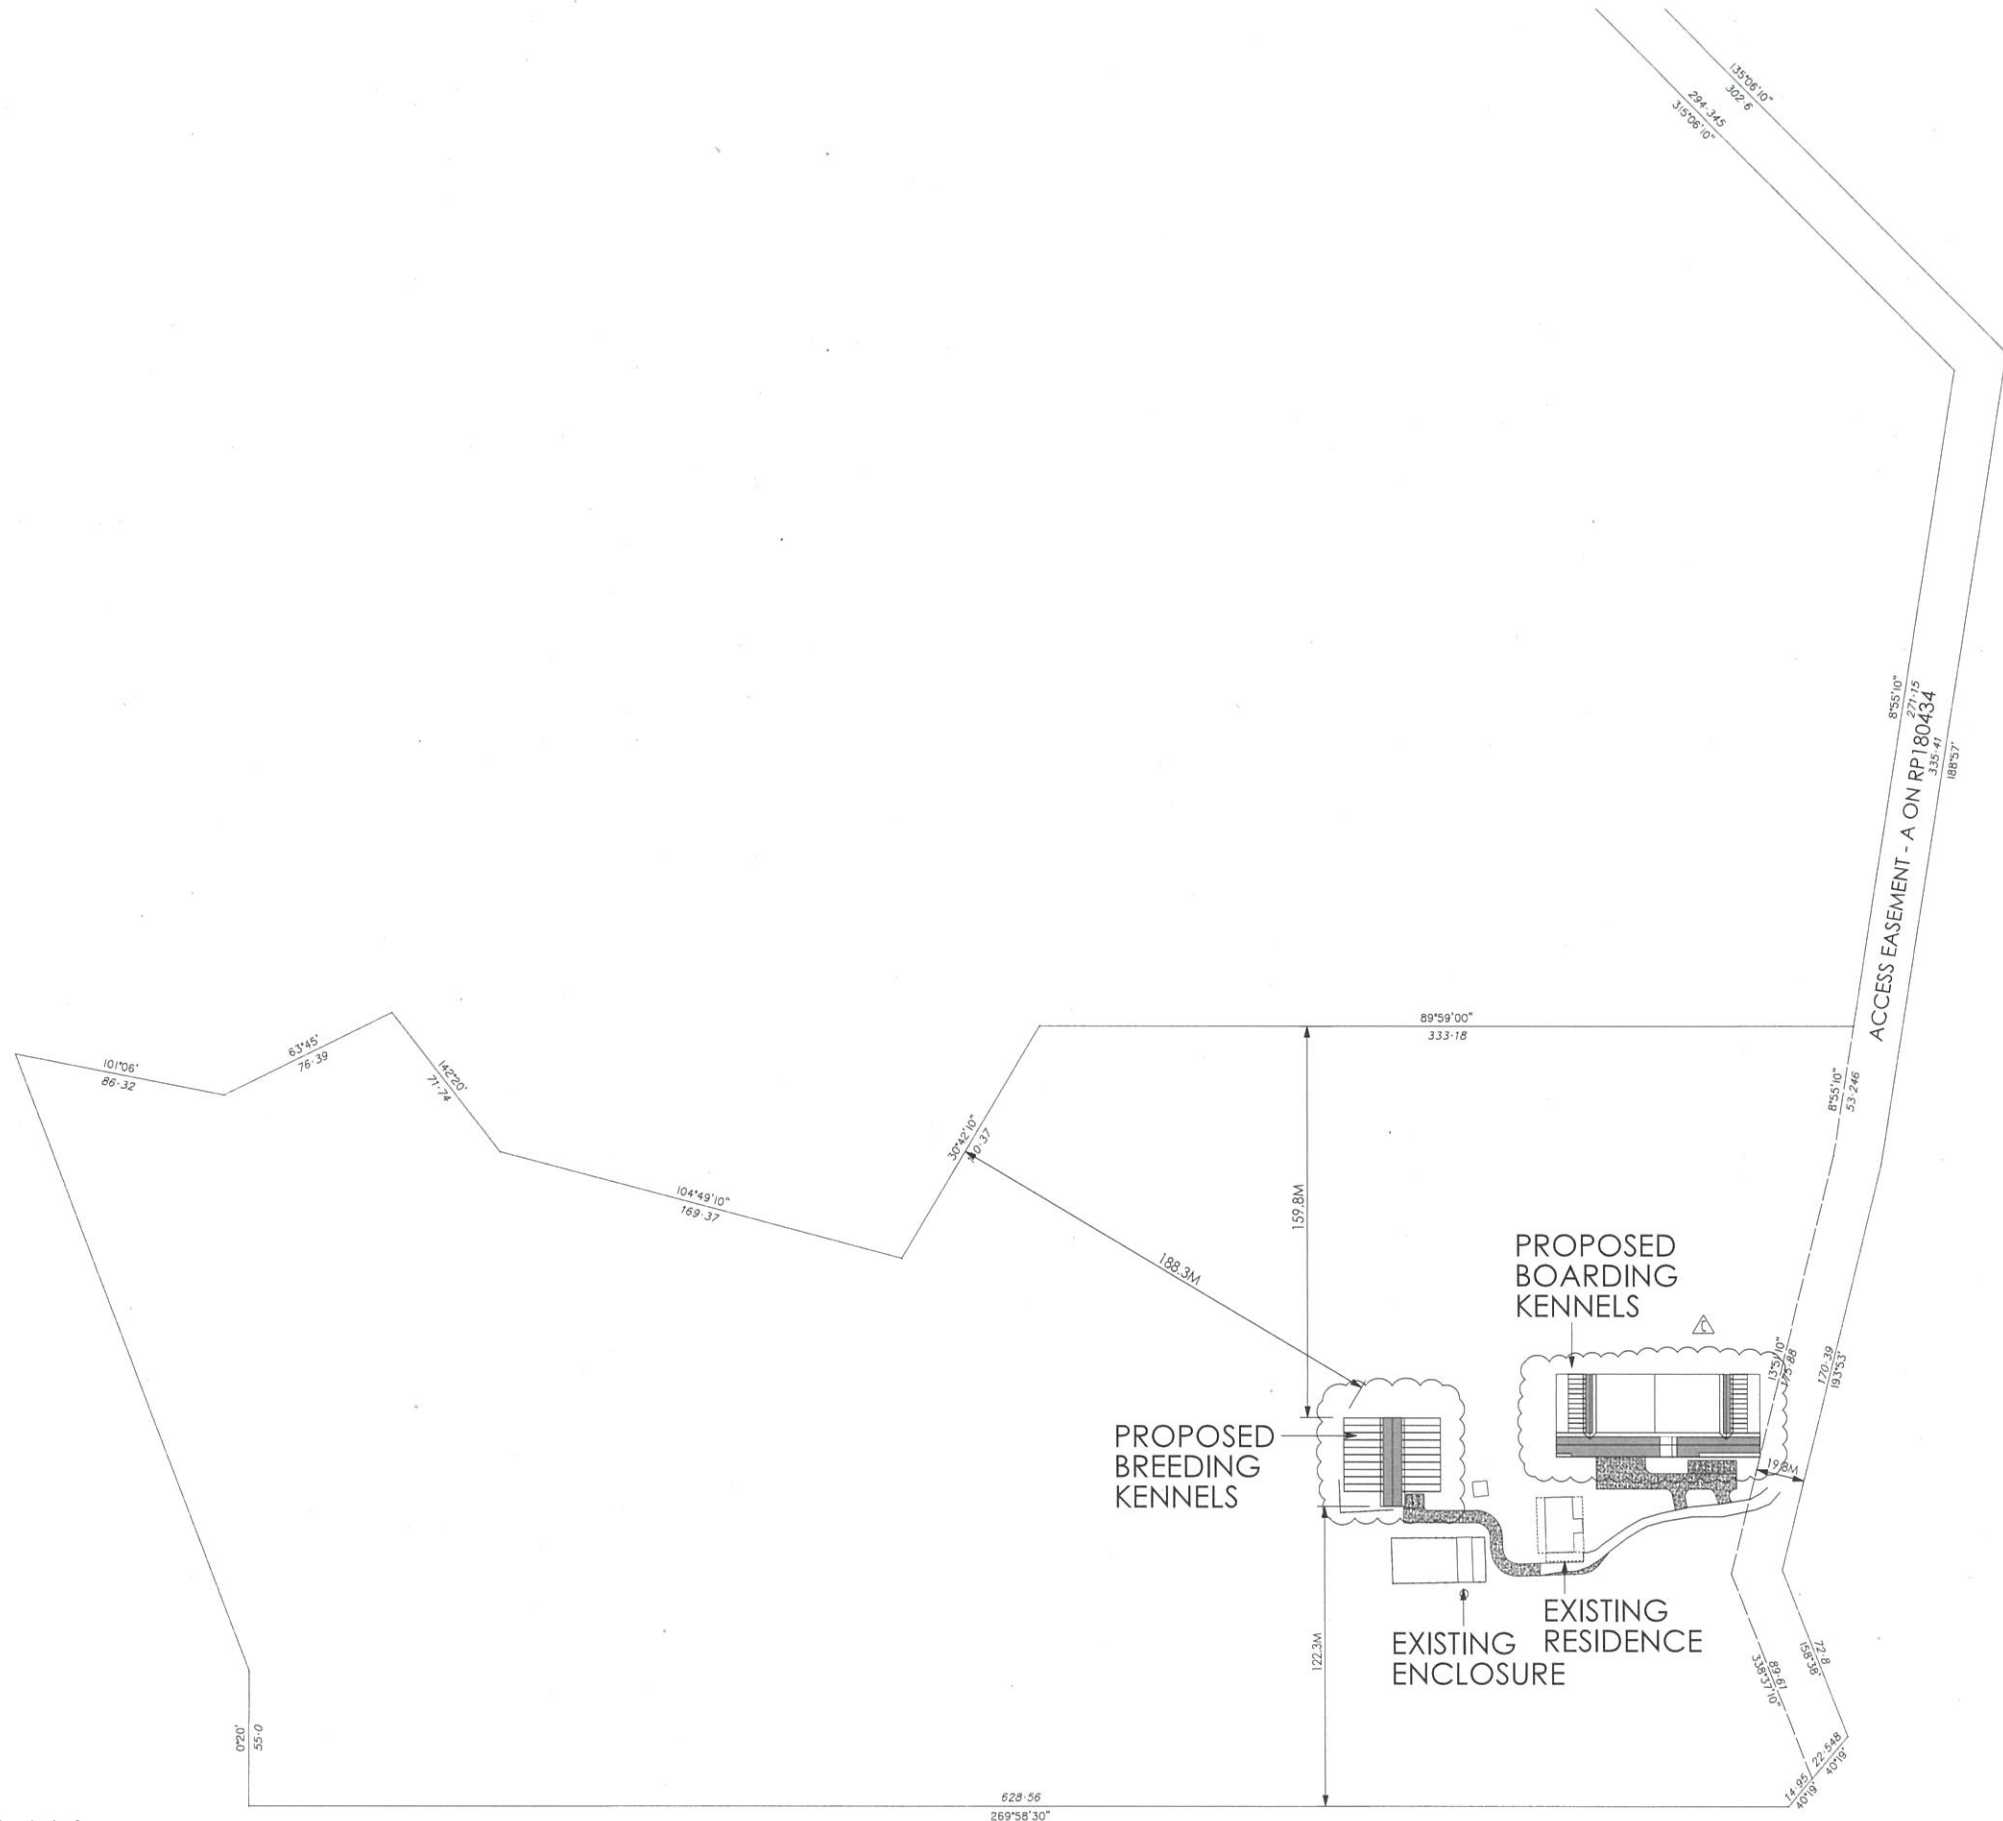 135°06'10"
302·6
294·345
315°06'10"
8°55'10"
271·15
ACCESS EASEMENT - A ON RP180434
335·41
188°57'
89°59'00"
333·18
101°06'
86·32
63°45'
76·39
142°20'
71·74
104°49'10"
169·37
30°42'10"
8°55'10"
53·246
159.8M
188.3M
PROPOSED
BOARDING
KENNELS
C
13°51'10"
175·88
170·39
193°53'
PROPOSED
BREEDING
KENNELS
19.8M
EXISTING
ENCLOSURE
EXISTING
RESIDENCE
122.3M
72·8
158°38'
89·61
338°37'10"
0°20'
55·0
628·56
269°58'30"
14·95
40°19'
22·548
40°19'